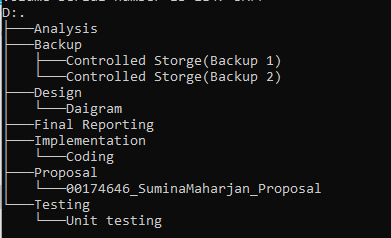 D:.
├───Analysis
├───Backup
│   ├───Controlled Storge(Backup 1)
│   └───Controlled Storge(Backup 2)
├───Design
│   └───Daigram
├───Final Reporting
├───Implementation
│   └───Coding
├───Proposal
│   └───00174646_SuminaMaharjan_Proposal
└───Testing
    └───Unit testing